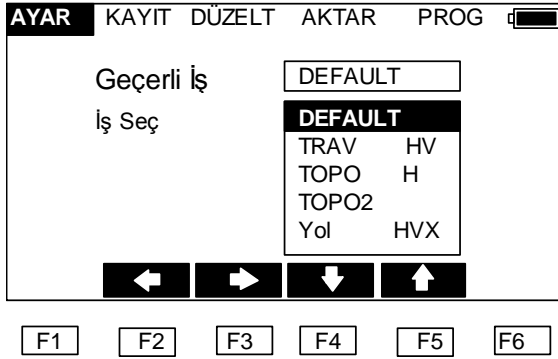 AYAR KAYIT DÜZELT AKTAR PROG
Geçerli İş DEFAULT
İş Seç DEFAULT
TRAV HV
TOPO H
TOPO2
Yol HVX
F1 F2 F3 F4 F5 F6